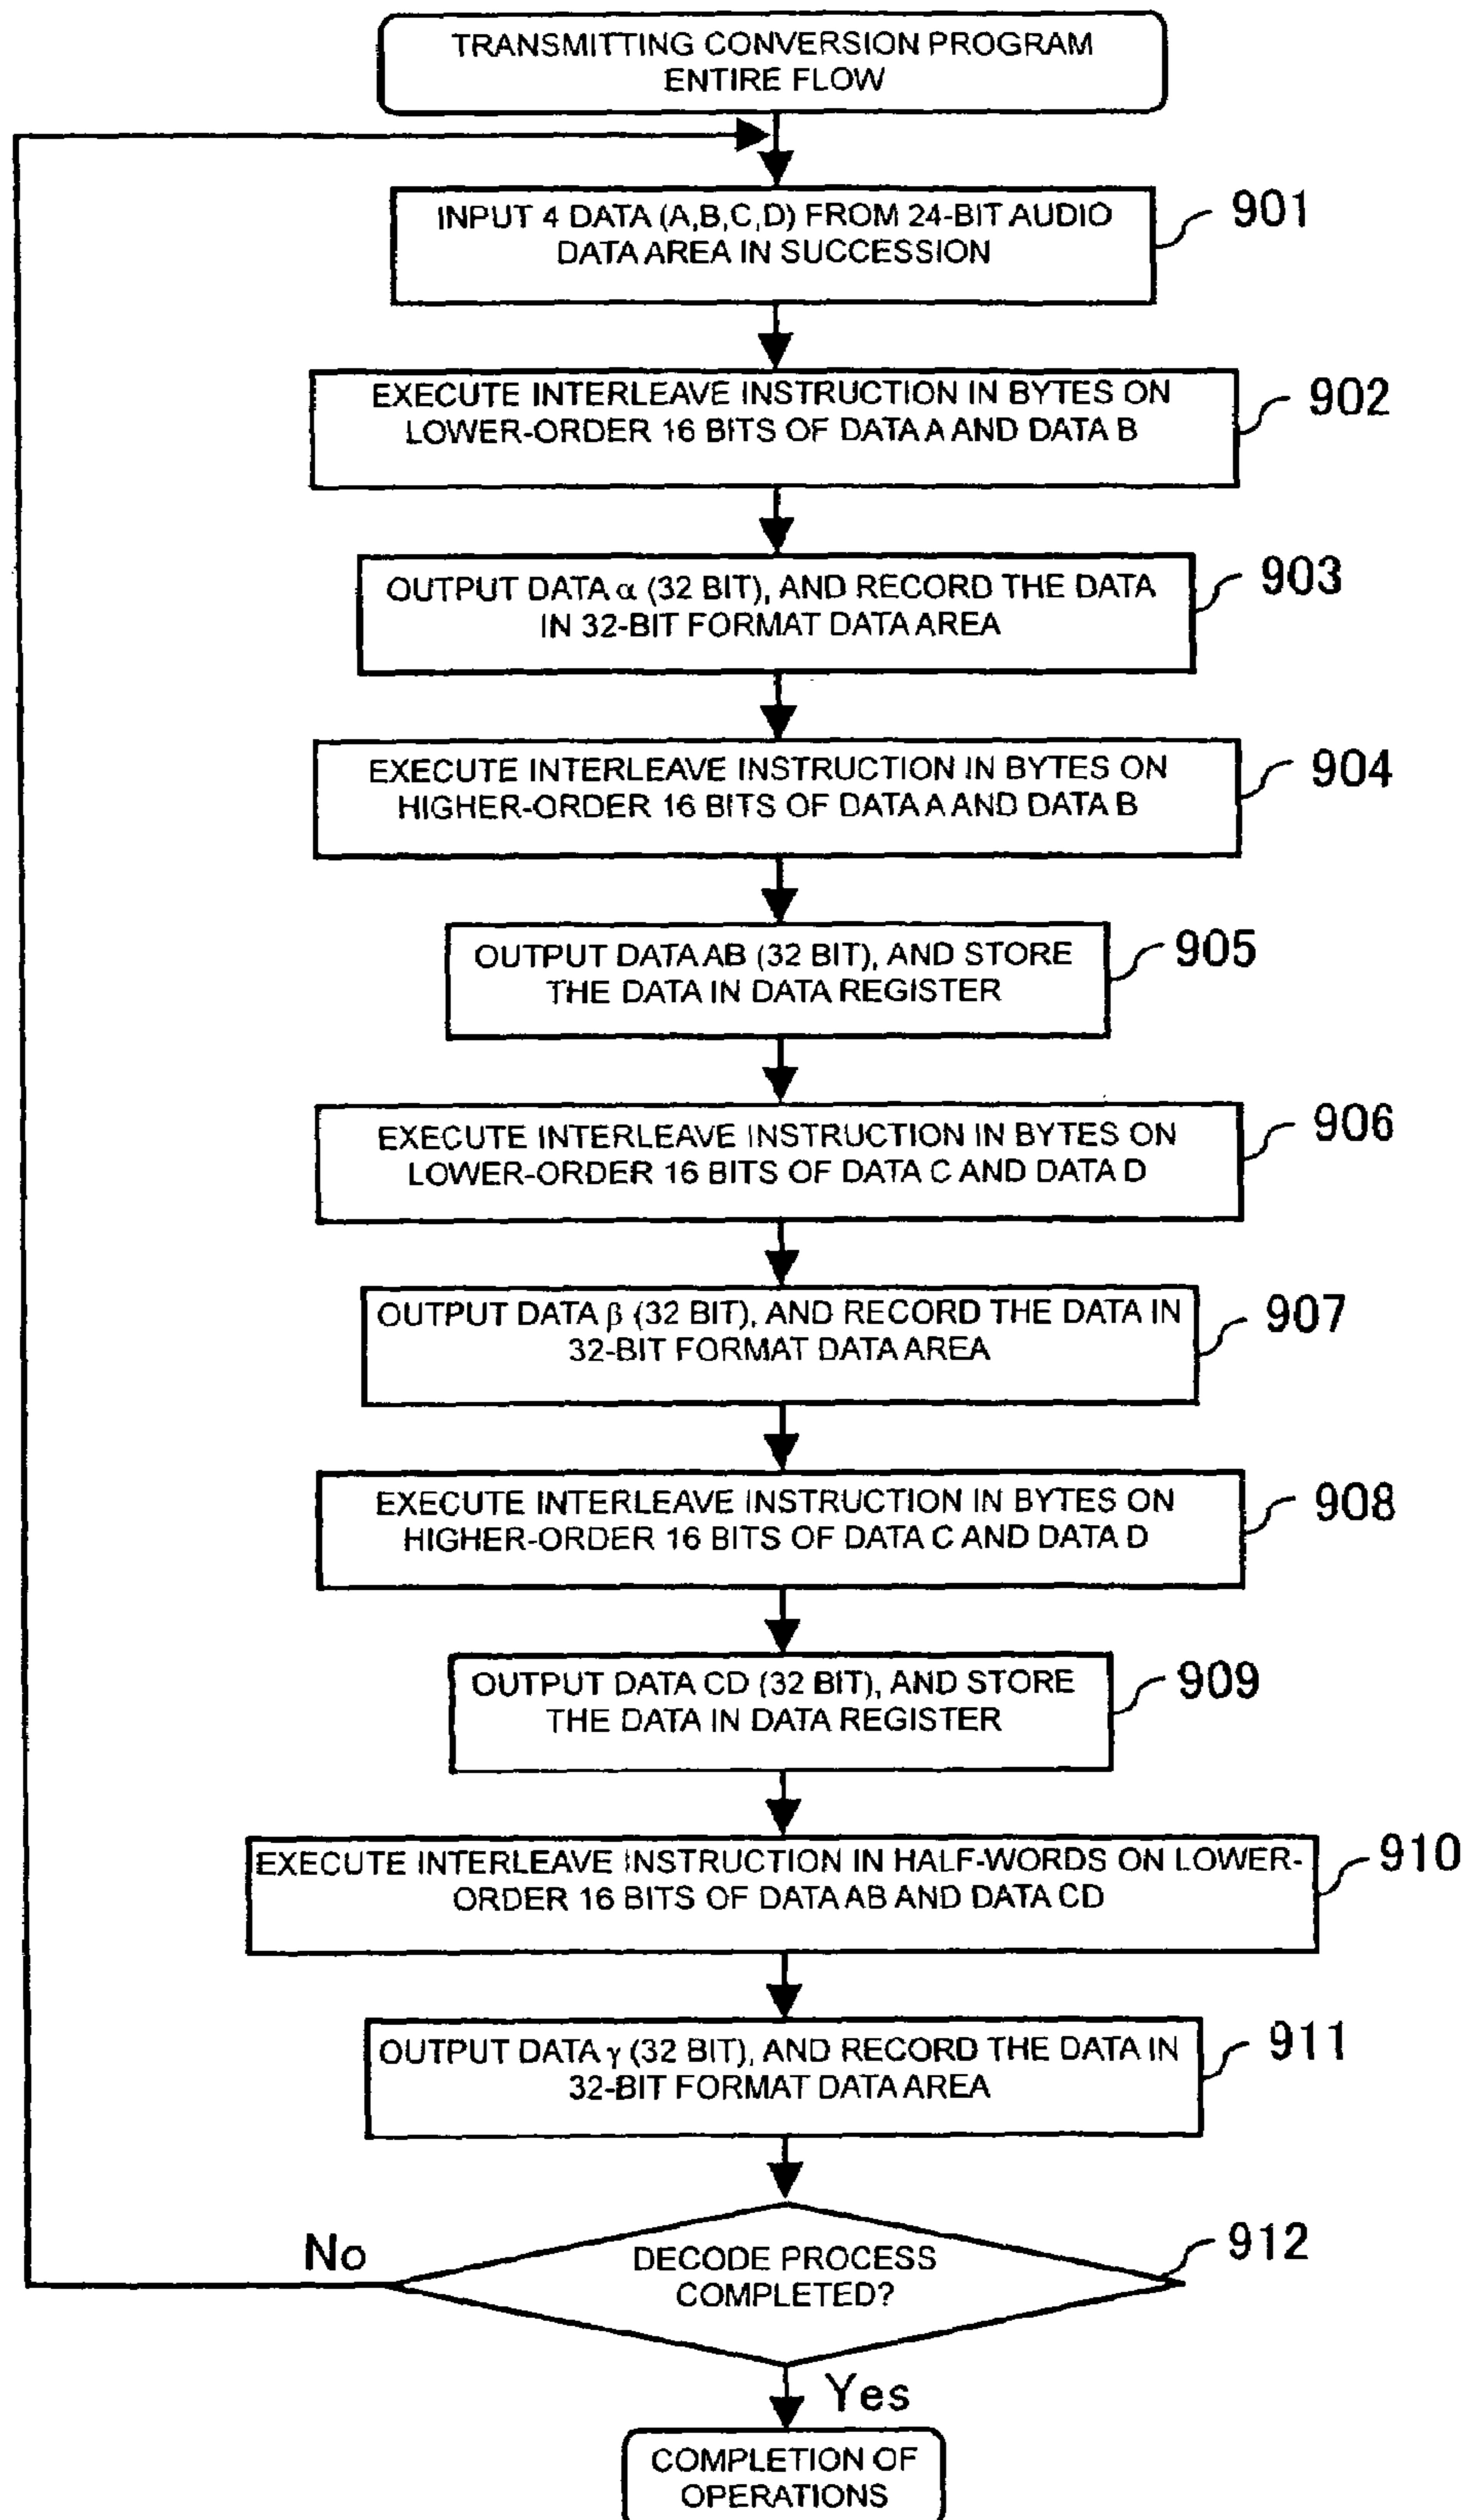 TRANSMITTING CONVERSION PROGRAM
ENTIRE FLOW
INPUT 4 DATA (A,B,C,D) FROM 24-BIT AUDIO
DATA AREA IN SUCCESSION
901
EXECUTE INTERLEAVE INSTRUCTION IN BYTES ON
LOWER-ORDER 16 BITS OF DATA A AND DATA B
902
OUTPUT DATA α (32 BIT), AND RECORD THE DATA
IN 32-BIT FORMAT DATA AREA
903
EXECUTE INTERLEAVE INSTRUCTION IN BYTES ON
HIGHER-ORDER 16 BITS OF DATA A AND DATA B
904
OUTPUT DATA AB (32 BIT), AND STORE
THE DATA IN DATA REGISTER
905
EXECUTE INTERLEAVE INSTRUCTION IN BYTES ON
LOWER-ORDER 16 BITS OF DATA C AND DATA D
906
OUTPUT DATA β (32 BIT), AND RECORD THE DATA IN
32-BIT FORMAT DATA AREA
907
EXECUTE INTERLEAVE INSTRUCTION IN BYTES ON
HIGHER-ORDER 16 BITS OF DATA C AND DATA D
908
OUTPUT DATA CD (32 BIT), AND STORE
THE DATA IN DATA REGISTER
909
EXECUTE INTERLEAVE INSTRUCTION IN HALF-WORDS ON LOWER-
ORDER 16 BITS OF DATA AB AND DATA CD
910
OUTPUT DATA γ (32 BIT), AND RECORD THE DATA IN
32-BIT FORMAT DATA AREA
911
DECODE PROCESS
COMPLETED?
912
No
Yes
COMPLETION OF
OPERATIONS